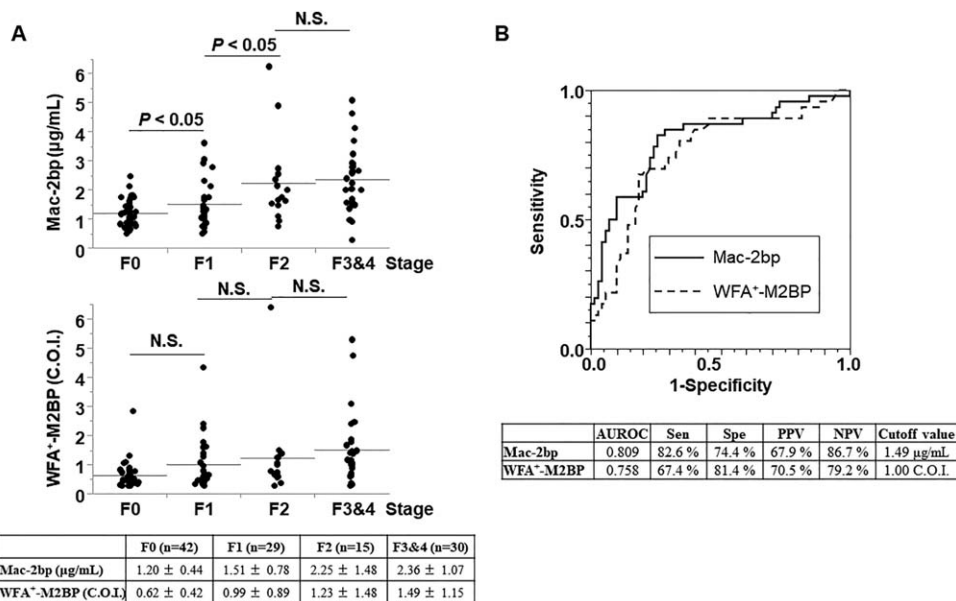 A
N.S.
P < 0.05
P < 0.05
Mac-2bp (μg/mL)
6
5
4
3
2
1
0
F0 F1 F2 F3&4 Stage
N.S. N.S.
N.S.
WFA+-M2BP (C.O.I.)
6
5
4
3
2
1
0
F0 F1 F2 F3&4 Stage
F0 (n=42) F1 (n=29) F2 (n=15) F3&4 (n=30)
Mac-2bp (μg/mL) 1.20 ± 0.44 1.51 ± 0.78 2.25 ± 1.48 2.36 ± 1.07
WFA+-M2BP (C.O.I.) 0.62 ± 0.42 0.99 ± 0.89 1.23 ± 1.48 1.49 ± 1.15
B
Sensitivity
1.0
0.5
0.0
Mac-2bp
WFA+-M2BP
0.0 0.5 1.0
1-Specificity
AUROC Sen Spe PPV NPV Cutoff value
Mac-2bp 0.809 82.6 % 74.4 % 67.9 % 86.7 % 1.49 μg/mL
WFA+-M2BP 0.758 67.4 % 81.4 % 70.5 % 79.2 % 1.00 C.O.I.